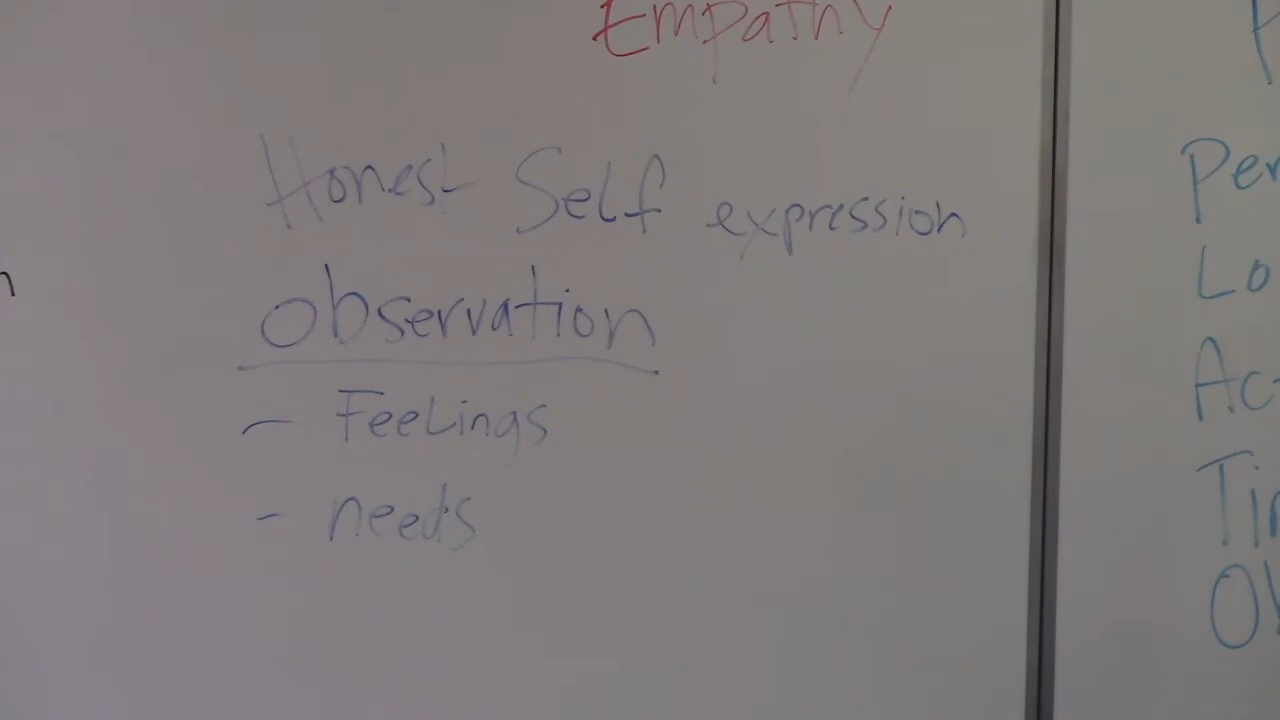 Empathy
Honest Self expression
Observation
- Feelings
- needs